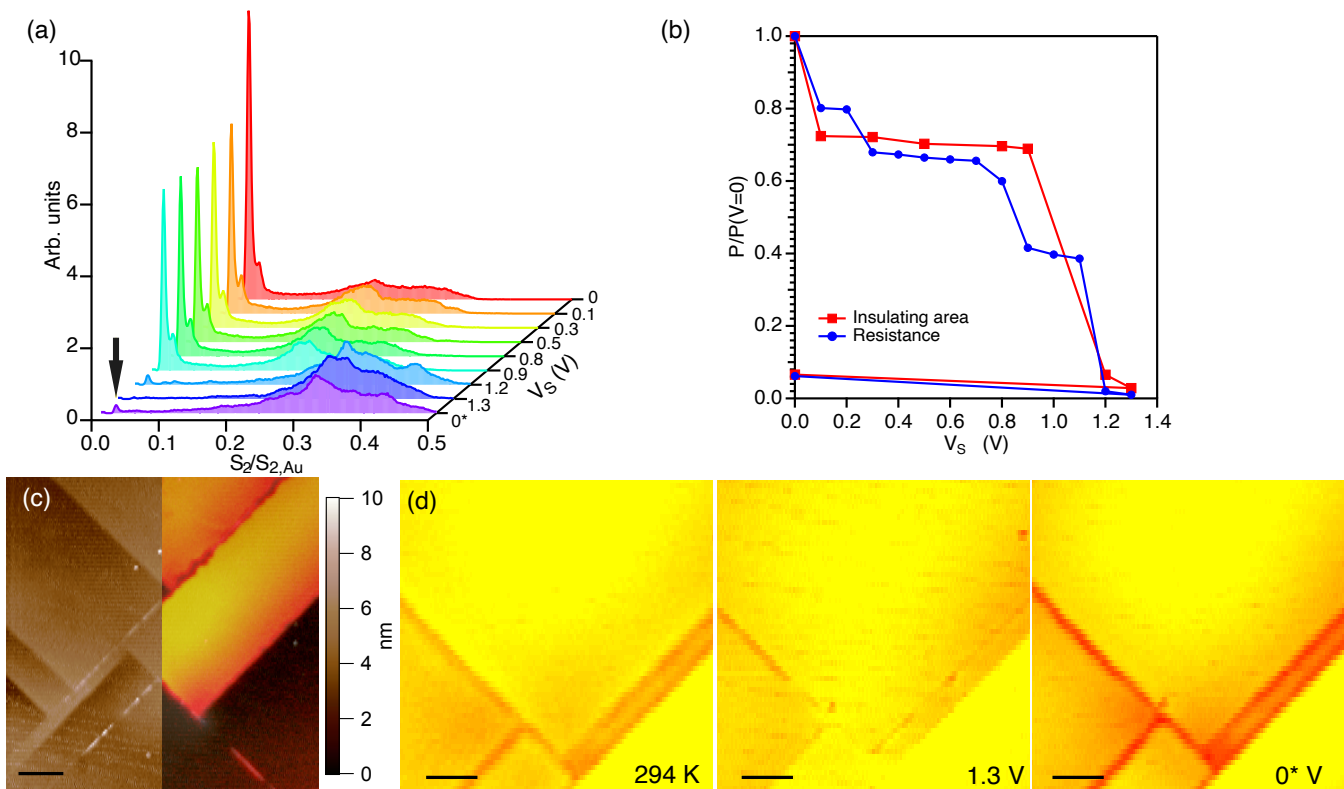 (a)
10
8
6
4
2
0
Arb. units
0.0
0.1
0.2
0.3
0.4
0.5
S2/S2,Au
0
0.1
0.3
0.5
0.8
0.9
1.2
1.3
0*
VS (V)
(b)
1.0
0.8
0.6
0.4
0.2
0.0
P/P(V=0)
Insulating area
Resistance
0.0 0.2 0.4 0.6 0.8 1.0 1.2 1.4
VS (V)
(c)
10
8
6
4
2
0
nm
(d)
294 K
1.3 V
0* V